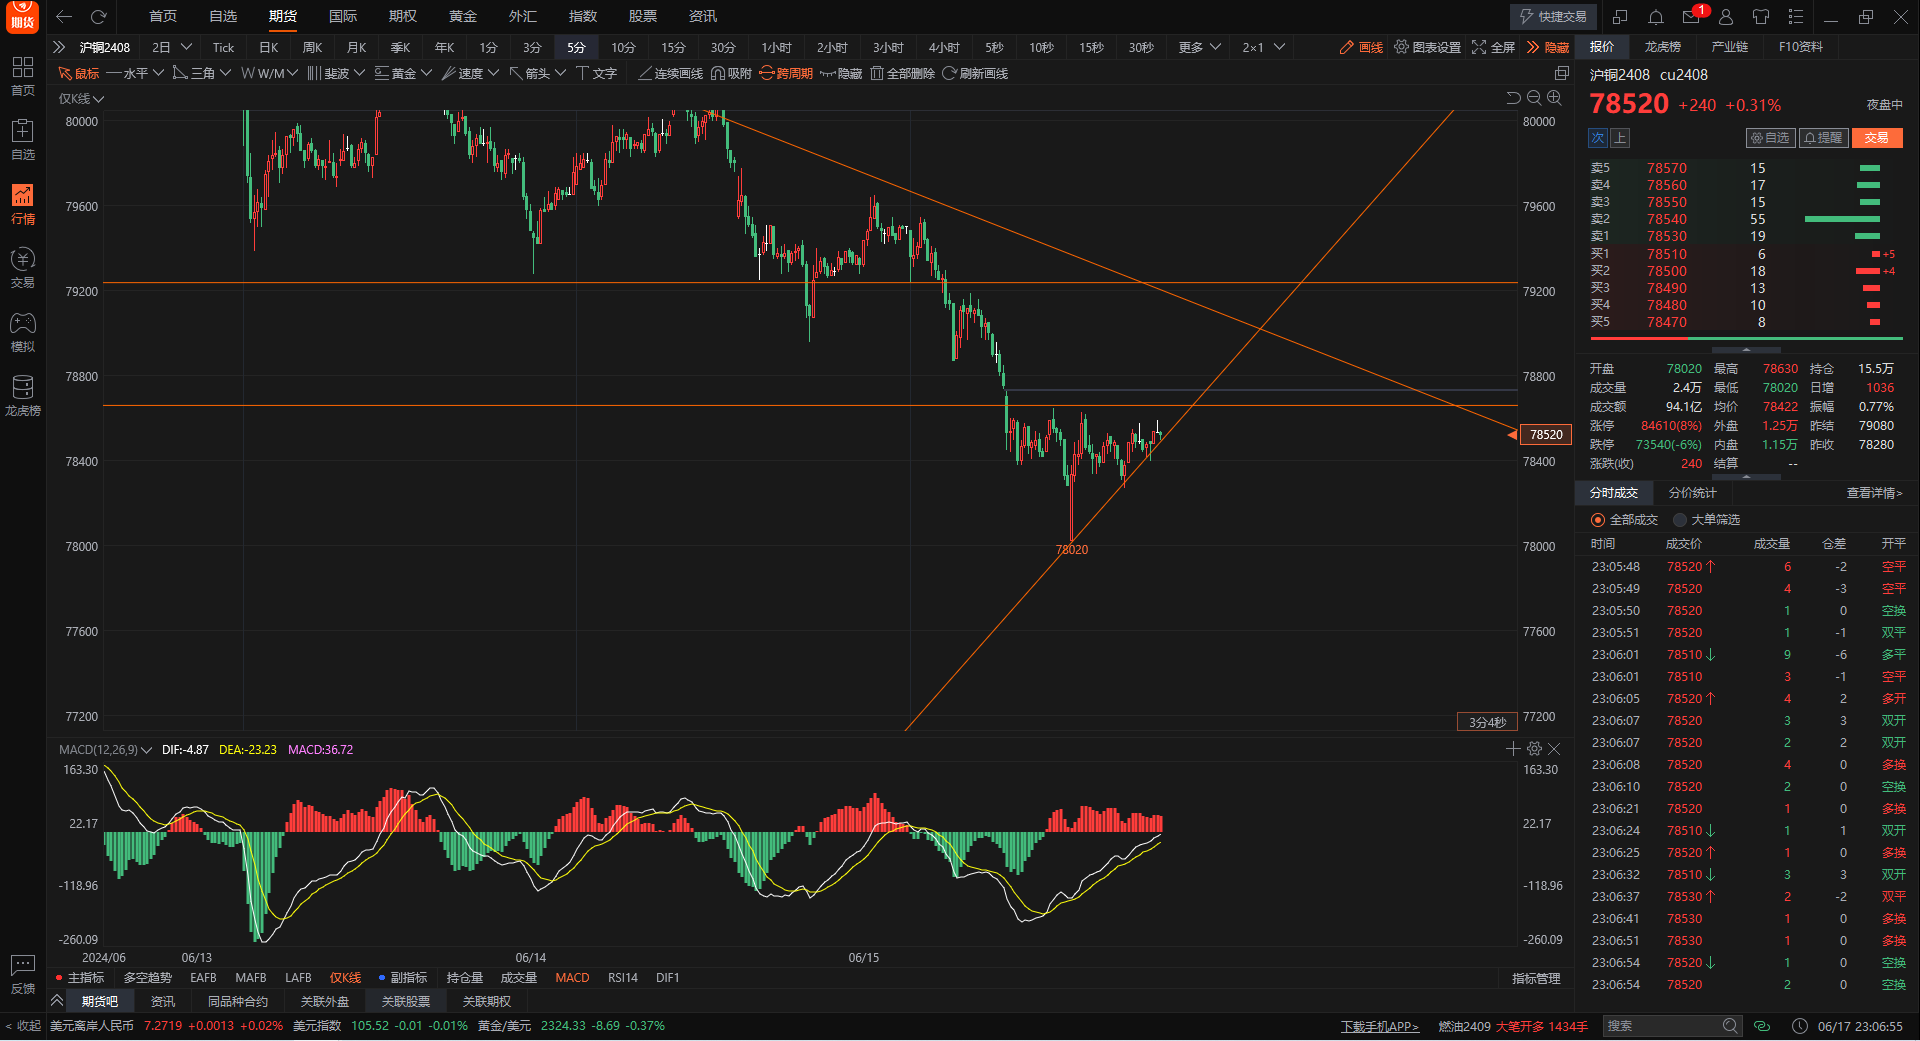 期货
首页 自选 期货 国际 期权 黄金 外汇 指数 股票 资讯 快捷交易 1
沪铜2408 2日 Tick 日K 周K 月K 季K 年K 1分 3分 5分 10分 15分 30分 1小时 2小时 3小时 4小时 5秒 10秒 15秒 30秒 更多 2×1 画线 图表设置 全屏 隐藏
鼠标 水平 三角 W/M 斐波 黄金 速度 箭头 文字 连续画线 吸附 跨周期 隐藏 全部删除 刷新画线
仅K线
首页
自选
行情
交易
模拟
龙虎榜
反馈
80000 80000
79600 79600
79200 79200
78800 78800
78520
78400 78400
78020
78000 78000
77600 77600
77200 3分4秒 77200
MACD(12,26,9) DIF:-4.87 DEA:-23.23 MACD:36.72
163.30 163.30
22.17 22.17
-118.96 -118.96
-260.09 -260.09
2024/06 06/13 06/14 06/15
主指标 多空趋势 EAFB MAFB LAFB 仅K线 副指标 持仓量 成交量 MACD RSI14 DIF1 指标管理
期货吧 资讯 同品种合约 关联外盘 关联股票 关联期权
报价 龙虎榜 产业链 F10资料
沪铜2408 cu2408
78520 +240 +0.31% 夜盘中
次 上 自选 提醒 交易
卖5 78570 15
卖4 78560 17
卖3 78550 15
卖2 78540 55
卖1 78530 19
买1 78510 6 +5
买2 78500 18 +4
买3 78490 13
买4 78480 10
买5 78470 8
开盘 78020 最高 78630 持仓 15.5万
成交量 2.4万 最低 78020 日增 1036
成交额 94.1亿 均价 78422 振幅 0.77%
涨停 84610(8%) 外盘 1.25万 昨结 79080
跌停 73540(-6%) 内盘 1.15万 昨收 78280
涨跌(收) 240 结算 --
分时成交 分价统计 查看详情>
全部成交 大单筛选
时间 成交价 成交量 仓差 开平
23:05:48 78520↑ 6 -2 空平
23:05:49 78520 4 -3 空平
23:05:50 78520 1 0 空换
23:05:51 78520 1 -1 双平
23:06:01 78510↓ 9 -6 多平
23:06:01 78510 3 -1 空平
23:06:05 78520↑ 4 2 多开
23:06:07 78520 3 3 双开
23:06:07 78520 2 2 双开
23:06:08 78520 4 0 多换
23:06:10 78520 2 0 空换
23:06:21 78520 1 0 多换
23:06:24 78510↓ 1 1 双开
23:06:25 78520↑ 1 0 多换
23:06:32 78510↓ 3 3 双开
23:06:37 78530↑ 2 -2 双平
23:06:41 78530 1 0 多换
23:06:51 78530 1 0 多换
23:06:54 78520↓ 1 0 空换
23:06:54 78520 2 0 空换
< 收起 美元离岸人民币 7.2719 +0.0013 +0.02% 美元指数 105.52 -0.01 -0.01% 黄金/美元 2324.33 -8.69 -0.37% 下载手机APP> 燃油2409 大笔开多 1434手 搜索 06/17 23:06:55